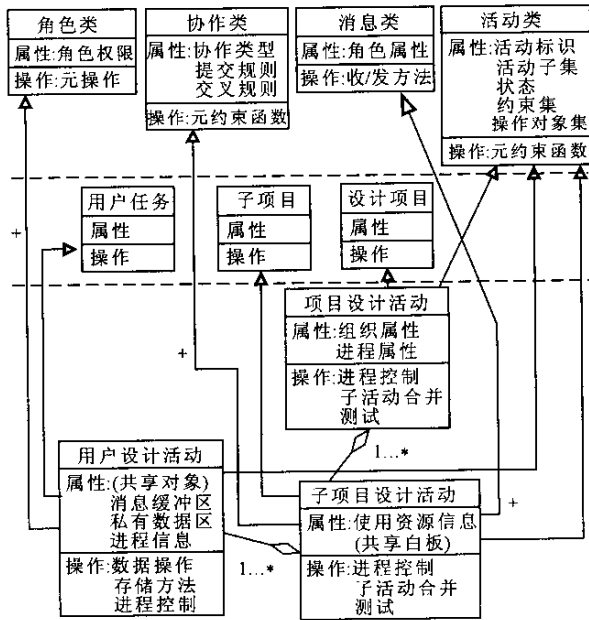 角色类
属性:角色权限
操作:元操作
协作类
属性:协作类型
提交规则
交叉规则
操作:元约束函数
消息类
属性:角色属性
操作:收/发方法
活动类
属性:活动标识
活动子集
状态
约束集
操作对象集
操作:元约束函数
+
用户任务
属性
操作
子项目
属性
操作
设计项目
属性
操作
项目设计活动
属性:组织属性
进程属性
操作:进程控制
子活动合并
测试
+
1...*
用户设计活动
属性:(共享对象)
消息缓冲区
私有数据区
进程信息
操作:数据操作
存储方法
进程控制
1...*
子项目设计活动
属性:使用资源信息
(共享白板)
操作:进程控制
子活动合并
测试
+